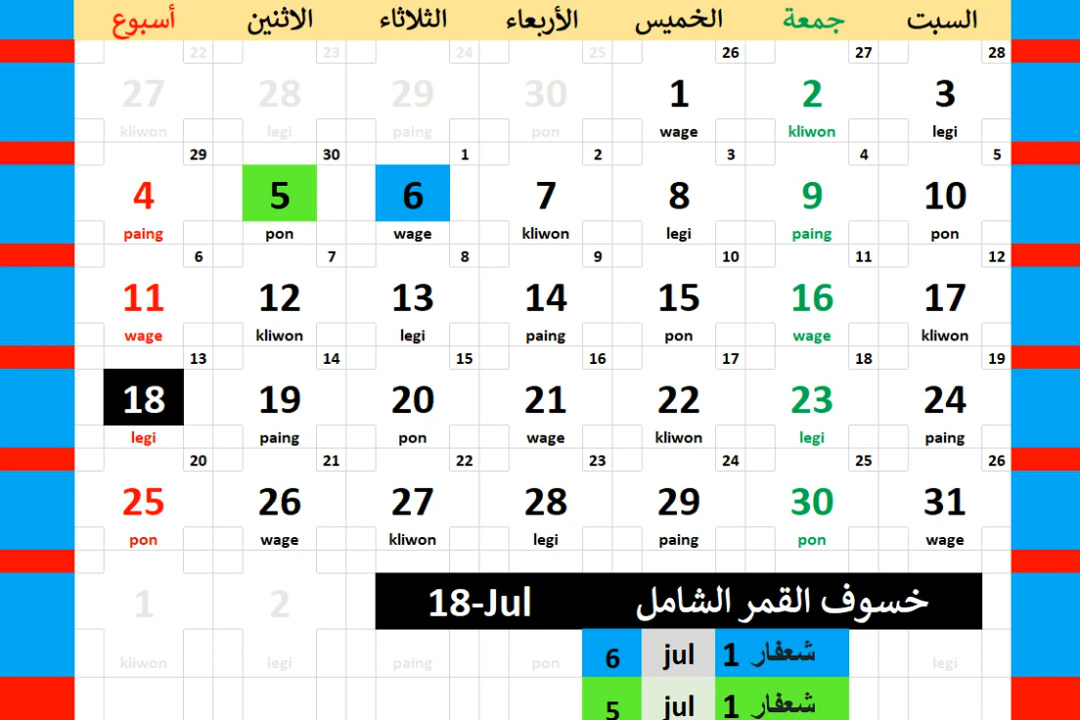 أسبوع الاثنين الثلاثاء الأربعاء الخميس جمعة السبت
22 23 24 25 26 27 28
27 28 29 30 1 2 3
kliwon legi paing pon wage kliwon legi
29 30 1 2 3 4 5
4 5 6 7 8 9 10
paing pon wage kliwon legi paing pon
6 7 8 9 10 11 12
11 12 13 14 15 16 17
wage kliwon legi paing pon wage kliwon
13 14 15 16 17 18 19
18 19 20 21 22 23 24
legi paing pon wage kliwon legi paing
20 21 22 23 24 25 26
25 26 27 28 29 30 31
pon wage kliwon legi paing pon wage
1 2 18-Jul خسوف القمر الشامل
6 jul 1 شعفار
kliwon legi paing pon legi
5 jul 1 شعفار